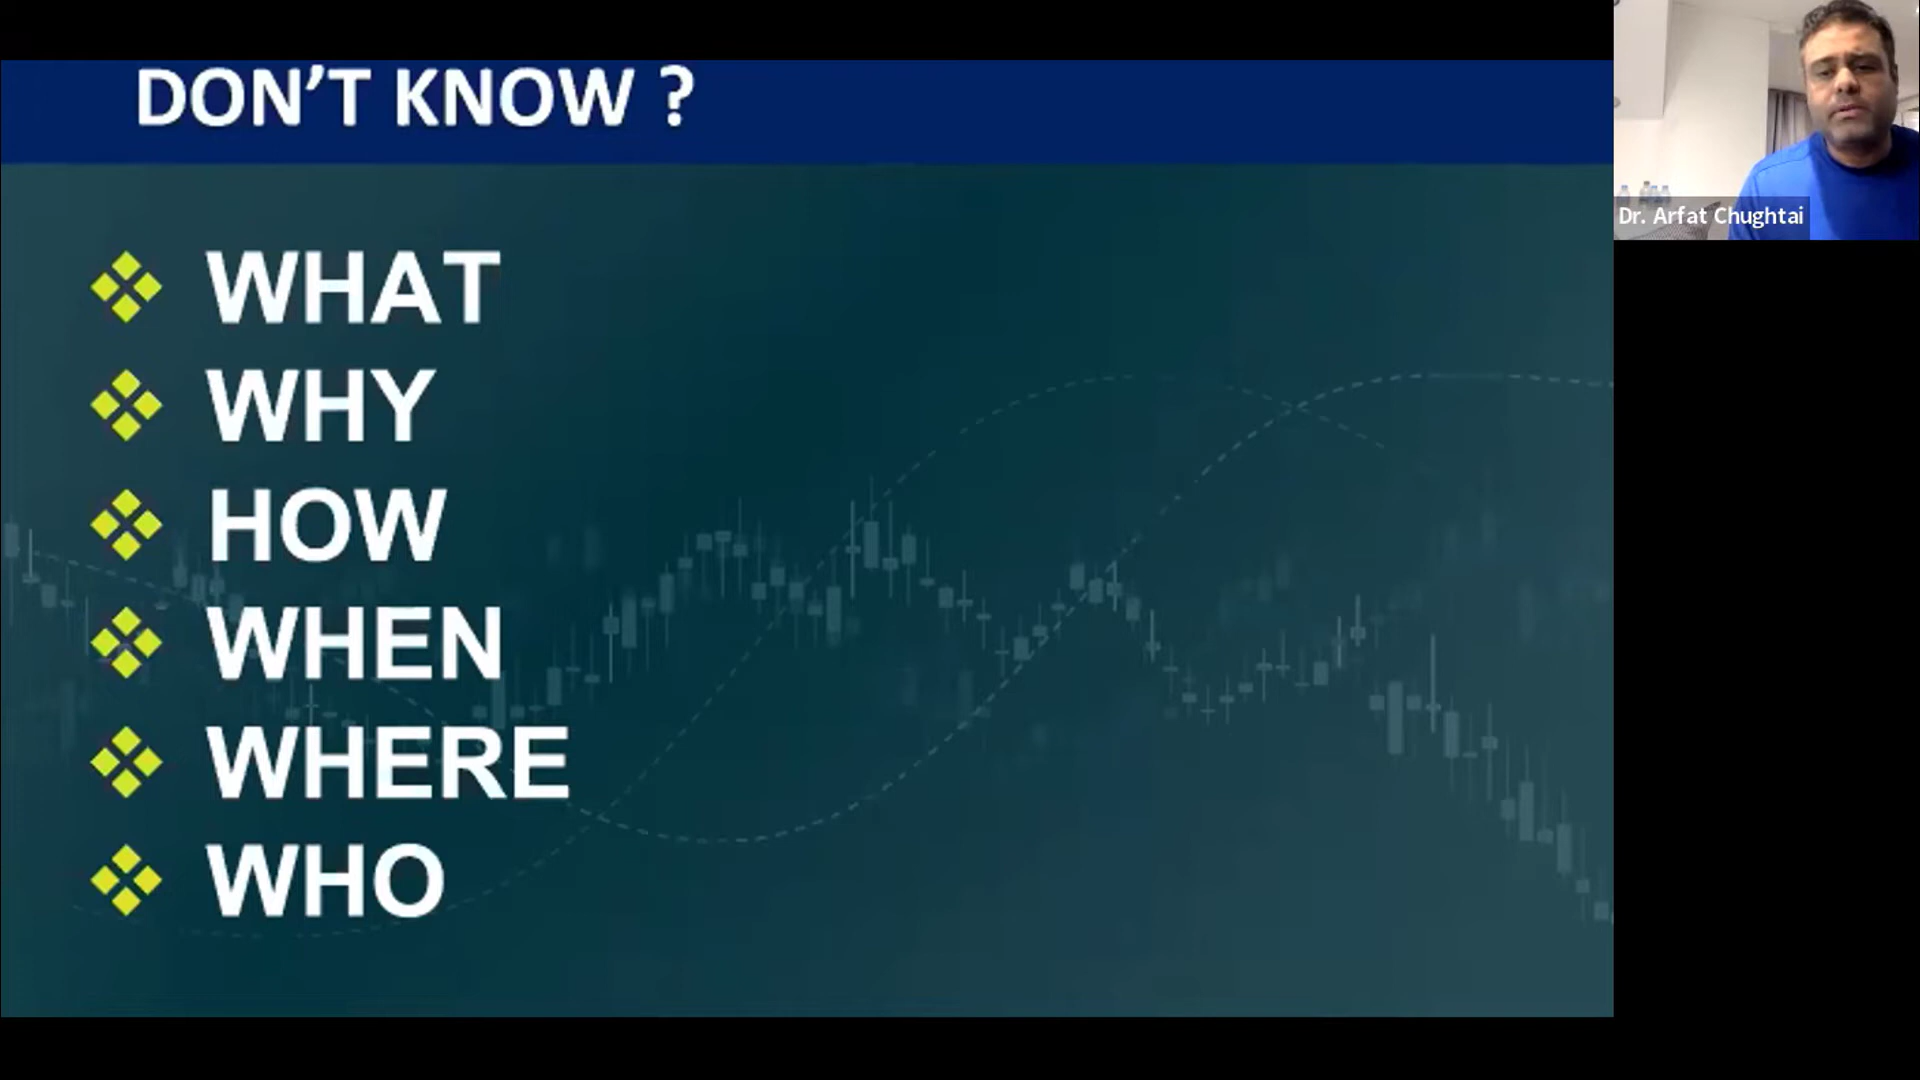 DON’T KNOW ?
WHAT
WHY
HOW
WHEN
WHERE
WHO
Dr. Arfat Chughtai